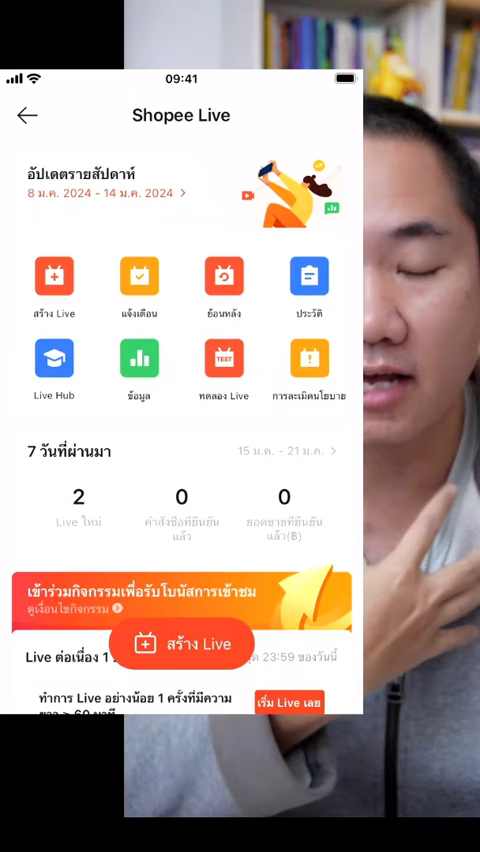 09:41
Shopee Live
อัปเดตรายสัปดาห์
8 ม.ค. 2024 - 14 ม.ค. 2024
สร้าง Live
แจ้งเตือน
ย้อนหลัง
ประวัติ
TEST
Live Hub
ข้อมูล
ทดลอง Live
การละเมิดนโยบาย
7 วันที่ผ่านมา
15 ม.ค. - 21 ม.ค.
2
0
0
Live ใหม่
คำสั่งซื้อที่ยืนยัน
แล้ว
ยอดขายที่ยืนยัน
แล้ว(฿)
เข้าร่วมกิจกรรมเพื่อรับโบนัสการเข้าชม
ดูเงื่อนไขกิจกรรม
สร้าง Live
Live ต่อเนื่อง 1
23:59 ของวันนี้
ทำการ Live อย่างน้อย 1 ครั้งที่มีความ
เริ่ม Live เลย
ยาว > 60 นาที